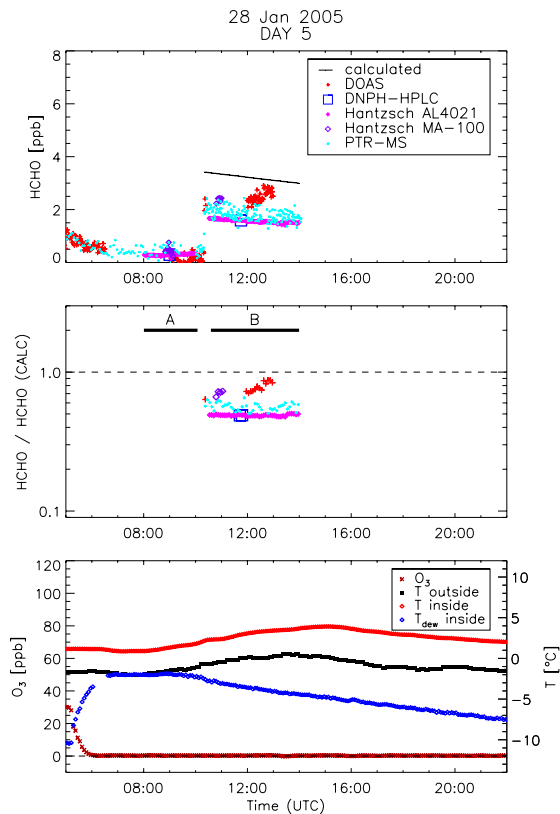 28 Jan 2005
DAY 5
8
6
4
2
0
HCHO [ppb]
calculated
DOAS
DNPH-HPLC
Hantzsch AL4021
Hantzsch MA-100
PTR-MS
08:00 12:00 16:00 20:00
A B
1.0
0.1
HCHO / HCHO (CALC)
08:00 12:00 16:00 20:00
120
100
80
60
40
20
0
O3 [ppb]
O3
T outside
T inside
Tdew inside
10
5
0
-5
-10
T [°C]
08:00 12:00 16:00 20:00
Time (UTC)